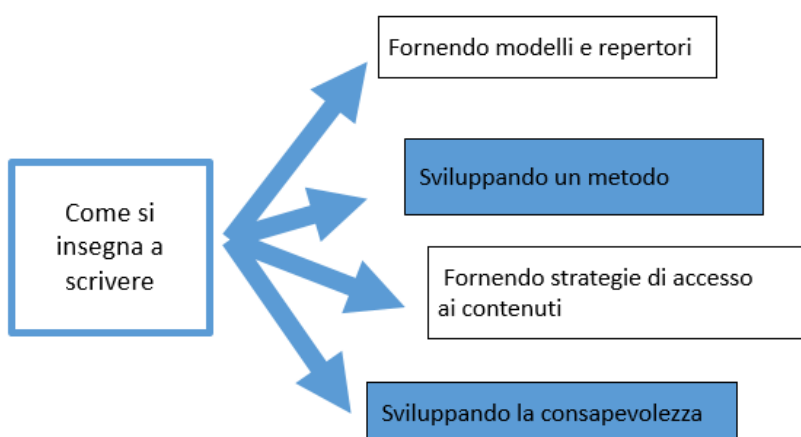 Come si
insegna a
scrivere
Fornendo modelli e repertori
Sviluppando un metodo
Fornendo strategie di accesso
ai contenuti
Sviluppando la consapevolezza